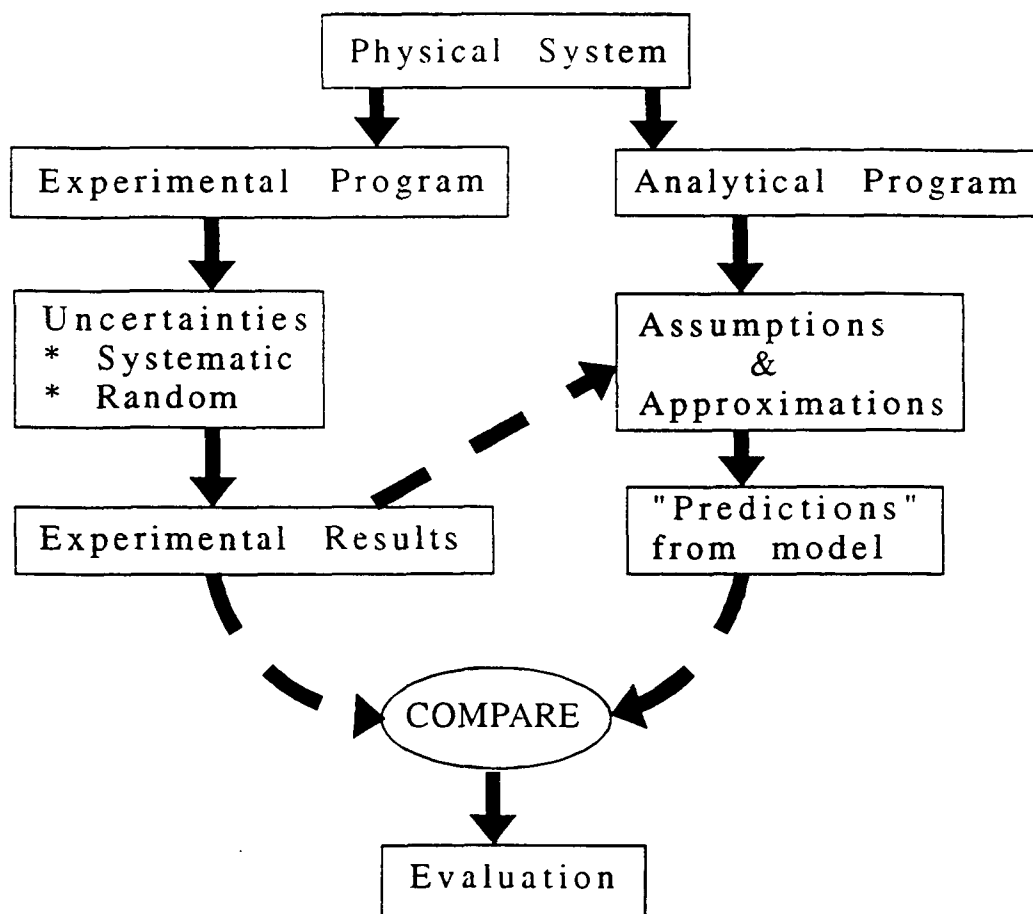 Physical System
Experimental Program
Analytical Program
Uncertainties
* Systematic
* Random
Assumptions
&
Approximations
Experimental Results
"Predictions"
from model
COMPARE
Evaluation